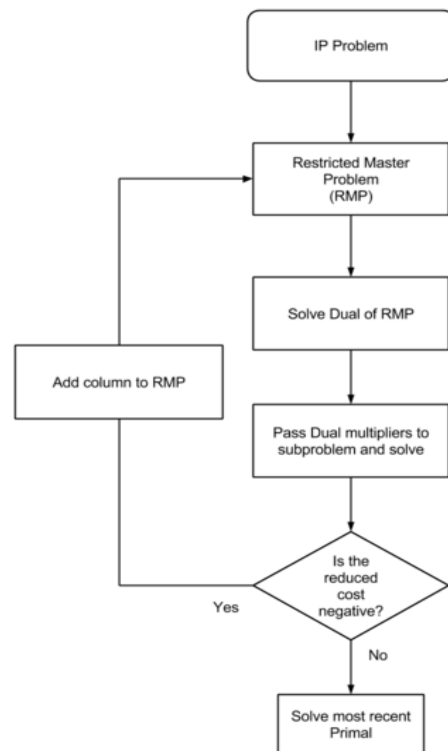 IP Problem
Restricted Master
Problem
(RMP)
Solve Dual of RMP
Add column to RMP
Pass Dual multipliers to
subproblem and solve
Is the
reduced
cost
negative?
Yes
No
Solve most recent
Primal